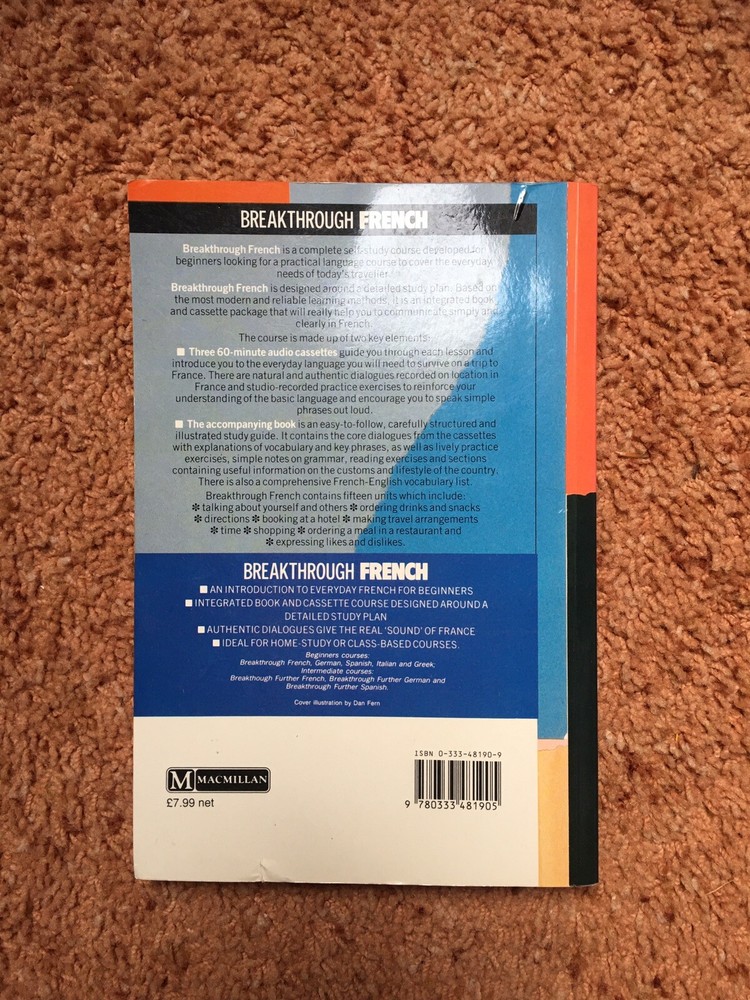 BREAKTHROUGH FRENCH
Breakthrough French is a complete self-study course developed for
beginners looking for a practical language course to cover the everyday
needs of today's traveller.
Breakthrough French is designed around a detailed study plan. Based on
the most modern and reliable learning methods, it is an integrated book
and cassette package that will really help you to communicate simply and
clearly in French.
The course is made up of two key elements:
■ Three 60-minute audio cassettes guide you through each lesson and
introduce you to the everyday language you will need to survive on a trip to
France. There are natural and authentic dialogues recorded on location in
France and studio-recorded practice exercises to reinforce your
understanding of the basic language and encourage you to speak simple
phrases out loud.
■ The accompanying book is an easy-to-follow, carefully structured and
illustrated study guide. It contains the core dialogues from the cassettes
with explanations of vocabulary and key phrases, as well as lively practice
exercises, simple notes on grammar, reading exercises and sections
containing useful information on the customs and lifestyle of the country.
There is also a comprehensive French-English vocabulary list.
Breakthrough French contains fifteen units which include:
✽ talking about yourself and others ✽ ordering drinks and snacks
✽ directions ✽ booking at a hotel ✽ making travel arrangements
✽ time ✽ shopping ✽ ordering a meal in a restaurant and
✽ expressing likes and dislikes.
BREAKTHROUGH FRENCH
■ AN INTRODUCTION TO EVERYDAY FRENCH FOR BEGINNERS
■ INTEGRATED BOOK AND CASSETTE COURSE DESIGNED AROUND A
DETAILED STUDY PLAN
■ AUTHENTIC DIALOGUES GIVE THE REAL 'SOUND' OF FRANCE
■ IDEAL FOR HOME-STUDY OR CLASS-BASED COURSES.
Beginners courses:
Breakthrough French, German, Spanish, Italian and Greek;
Intermediate courses:
Breakthough Further French, Breakthrough Further German and
Breakthrough Further Spanish.
Cover illustration by Dan Fern
ISBN 0-333-48190-9
M MACMILLAN
£7.99 net
9 780333 481905